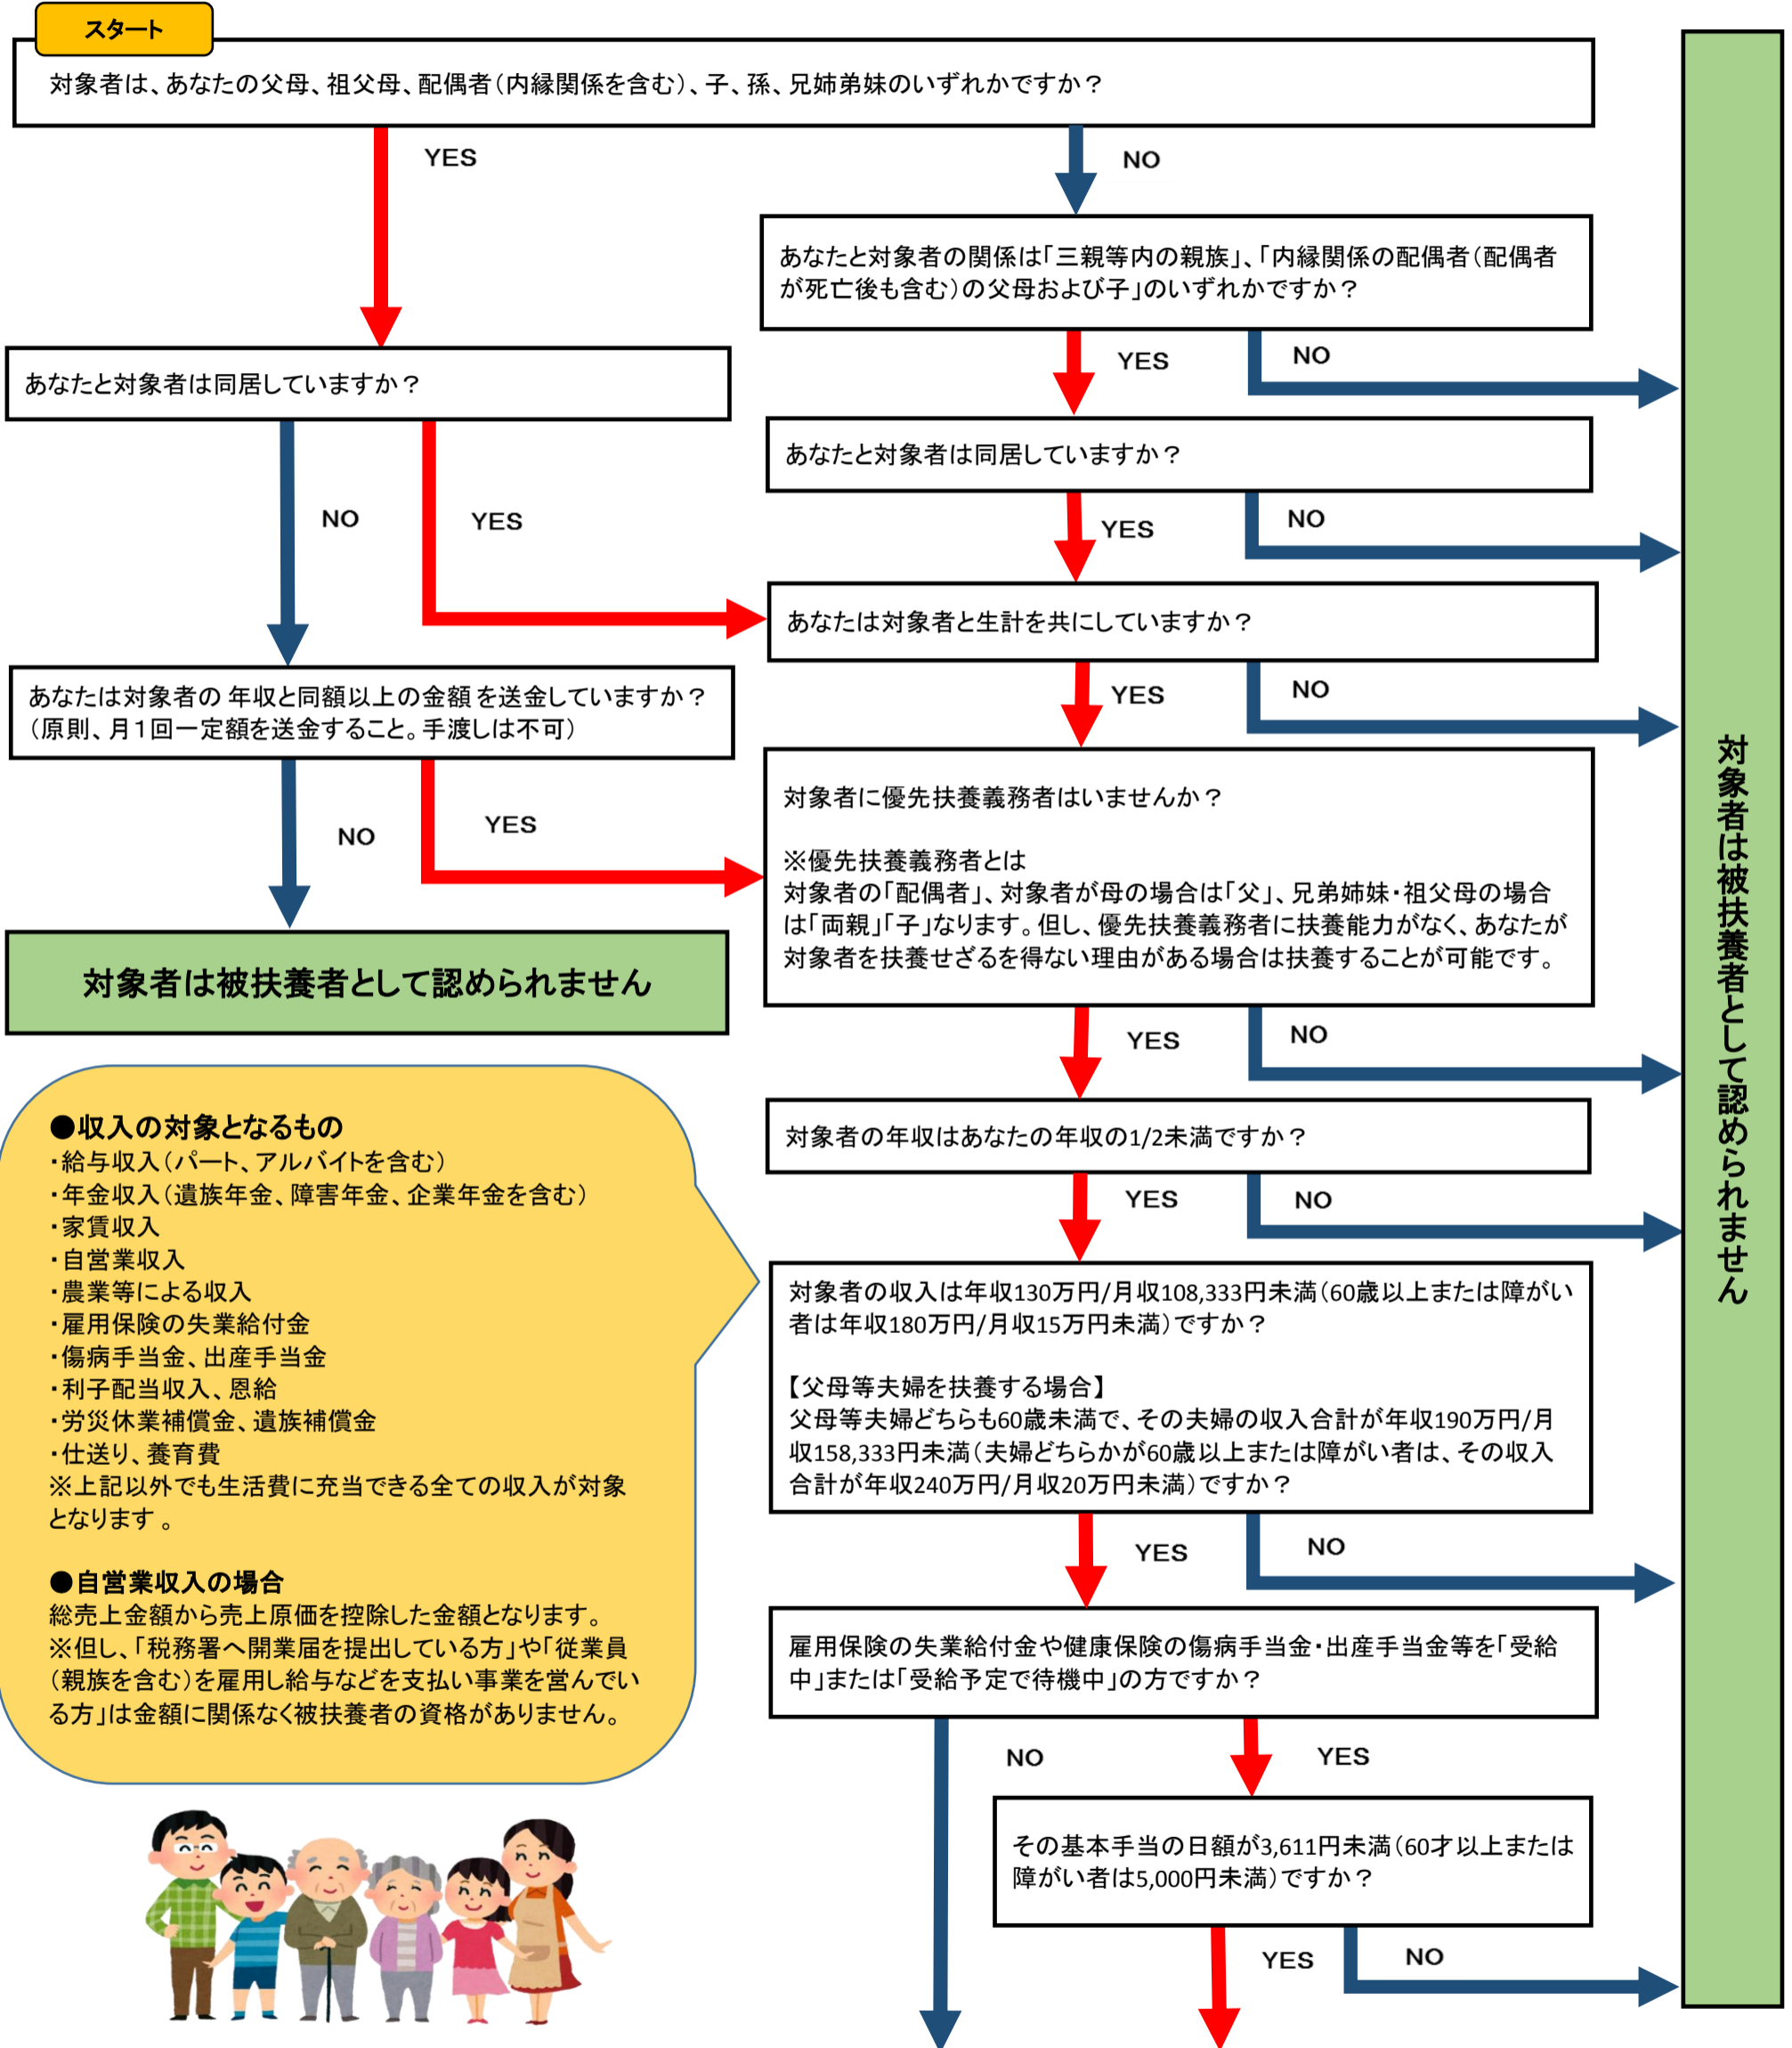 スタート
対象者は、あなたの父母、祖父母、配偶者（内縁関係を含む）、子、孫、兄姉弟妹のいずれかですか？
YES
NO
あなたと対象者の関係は「三親等内の親族」、「内縁関係の配偶者（配偶者
が死亡後も含む）の父母および子」のいずれかですか？
YES
NO
あなたと対象者は同居していますか？
NO
YES
あなたと対象者は同居していますか？
YES
NO
あなたは対象者と生計を共にしていますか？
YES
NO
あなたは対象者の 年収と同額以上の金額 を送金していますか？
（原則、月１回一定額を送金すること。手渡しは不可）
NO
YES
対象者は被扶養者として認められません
対象者に優先扶養義務者はいませんか？
※優先扶養義務者とは
対象者の「配偶者」、対象者が母の場合は「父」、兄弟姉妹・祖父母の場合
は「両親」「子」なります。但し、優先扶養義務者に扶養能力がなく、あなたが
対象者を扶養せざるを得ない理由がある場合は扶養することが可能です。
YES
NO
対象者の年収はあなたの年収の1/2未満ですか？
YES
NO
対象者の収入は年収130万円/月収108,333円未満（60歳以上または障がい
者は年収180万円/月収15万円未満）ですか？
【父母等夫婦を扶養する場合】
父母等夫婦どちらも60歳未満で、その夫婦の収入合計が年収190万円/月
収158,333円未満（夫婦どちらかが60歳以上または障がい者は、その収入
合計が年収240万円/月収20万円未満）ですか？
YES
NO
雇用保険の失業給付金や健康保険の傷病手当金・出産手当金等を「受給
中」または「受給予定で待機中」の方ですか？
NO
YES
その基本手当の日額が3,611円未満（60才以上または
障がい者は5,000円未満）ですか？
YES
NO
対象者は被扶養者として認められません
●収入の対象となるもの
・給与収入（パート、アルバイトを含む）
・年金収入（遺族年金、障害年金、企業年金を含む）
・家賃収入
・自営業収入
・農業等による収入
・雇用保険の失業給付金
・傷病手当金、出産手当金
・利子配当収入、恩給
・労災休業補償金、遺族補償金
・仕送り、養育費
※上記以外でも生活費に充当できる全ての収入が対象
となります 。
●自営業収入の場合
総売上金額から売上原価を控除した金額となります。
※但し、「税務署へ開業届を提出している方」や「従業員
（親族を含む）を雇用し給与などを支払い事業を営んでい
る方」は金額に関係なく被扶養者の資格がありません。